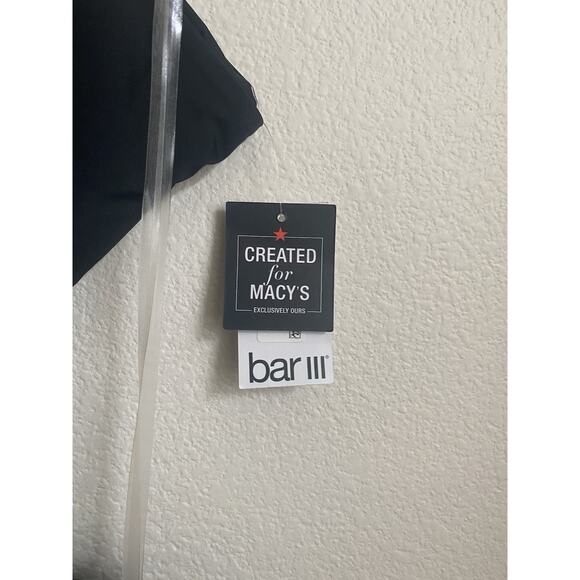 CREATED
for
MACY'S
EXCLUSIVELY OURS
bar III®